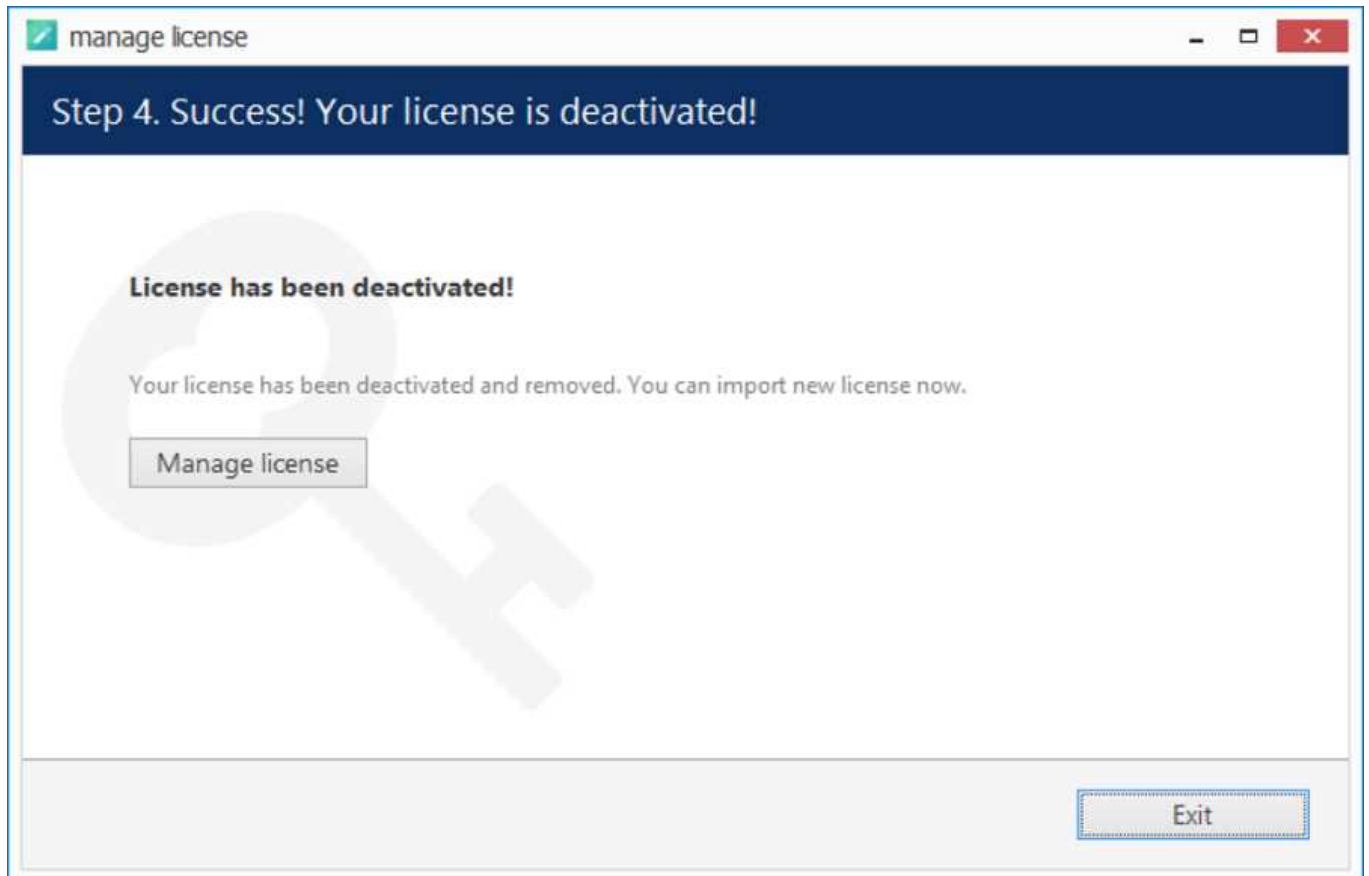 manage license
Step 4. Success! Your license is deactivated!
License has been deactivated!
Your license has been deactivated and removed. You can import new license now.
Manage license
Exit